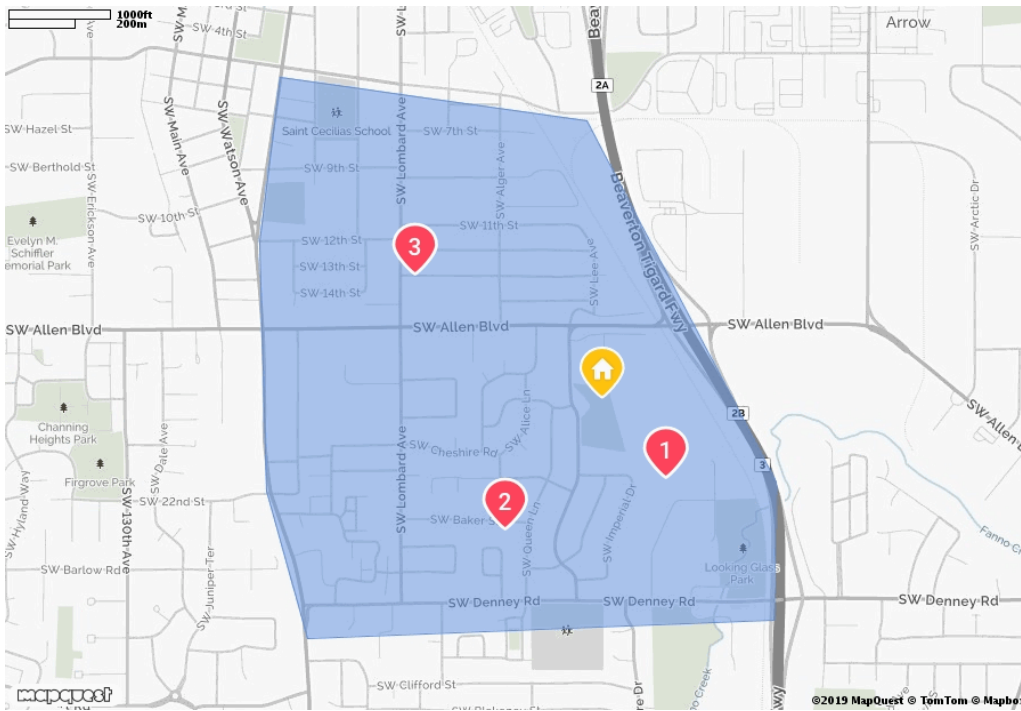 1000ft
200m
SW 4th St
SW Main Ave
SW Watson Ave
SW Lombard Ave
2A
Arrow
SW Hazel St
Saint Cecilias School
SW 7th St
SW Berthold St
SW 9th St
SW Alger Ave
Beaverton Tigard Fwy
SW Erickson Ave
SW 10th St
SW 11th St
SW Arctic Dr
Evelyn M.
Schiffler
emorial Park
SW 12th St
3
SW 13th St
SW Lee Ave
SW 14th St
SW Allen Blvd
SW Allen Blvd
SW Allen Blvd
Channing
Heights Park
SW Alice Ln
2B
SW Dale Ave
SW Cheshire Rd
1
SW Lombard Ave
3
Firgrove Park
SW 22nd St
2
SW 130th Ave
SW Hyland Way
SW Queen Ln
SW Imperial Dr
Fanno C
SW Barlow Rd
SW Juniper Ter
Looking Glass
Park
SW Denney Rd
SW Denney Rd
SW Denney Rd
SW Clifford St
mapquest
©2019 MapQuest © TomTom © Mapbo